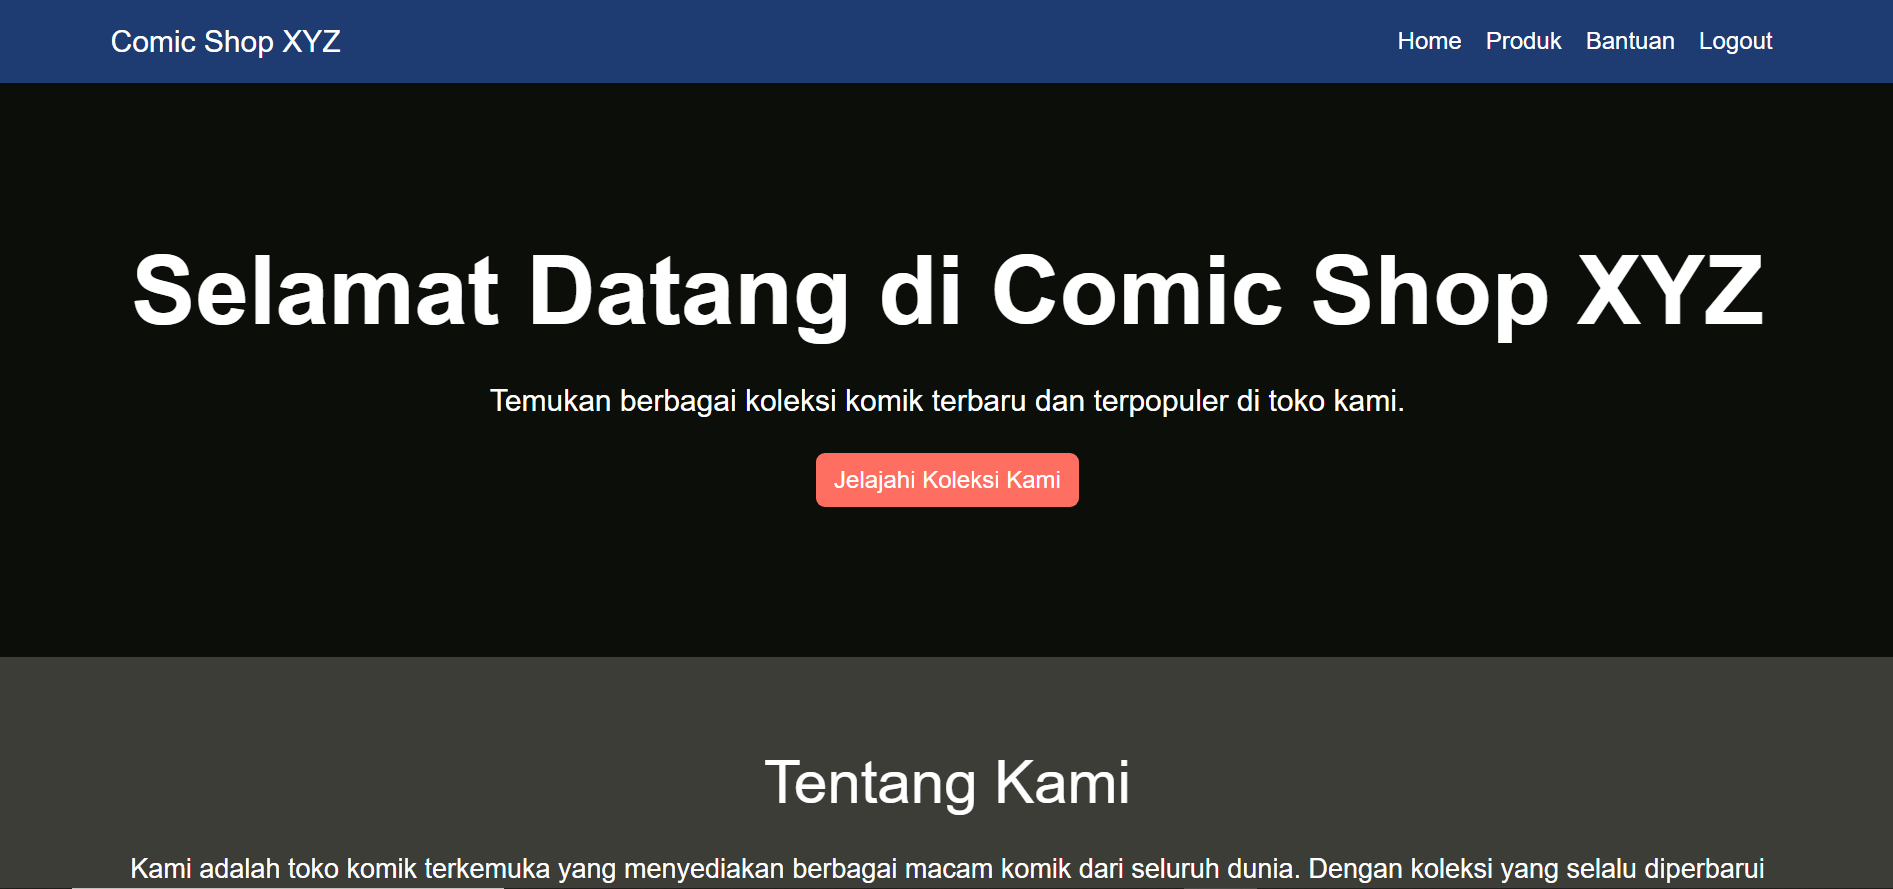 Comic Shop XYZ
Home Produk Bantuan Logout
Selamat Datang di Comic Shop XYZ
Temukan berbagai koleksi komik terbaru dan terpopuler di toko kami.
Jelajahi Koleksi Kami
Tentang Kami
Kami adalah toko komik terkemuka yang menyediakan berbagai macam komik dari seluruh dunia. Dengan koleksi yang selalu diperbarui